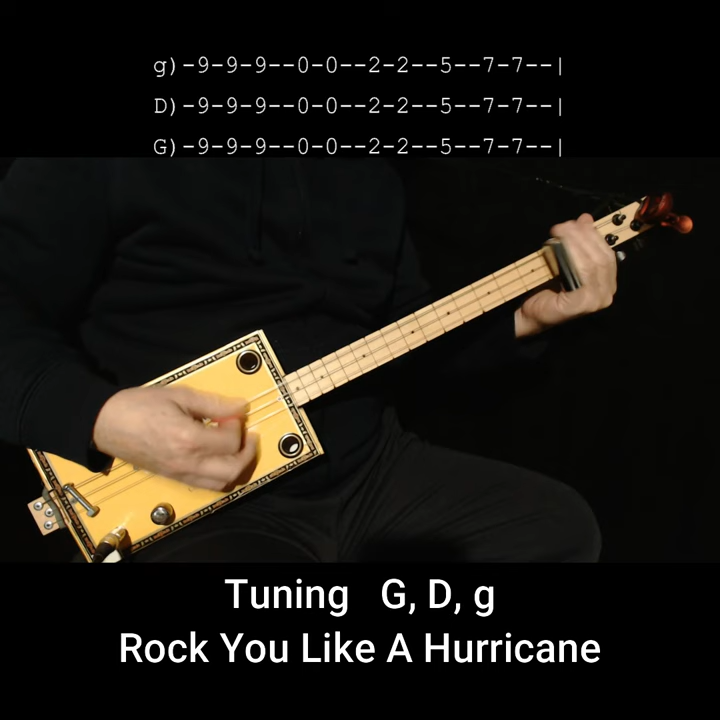 g)-9-9-9--0-0--2-2--5--7-7--|
D)-9-9-9--0-0--2-2--5--7-7--|
G)-9-9-9--0-0--2-2--5--7-7--|
Tuning   G, D, g
Rock You Like A Hurricane